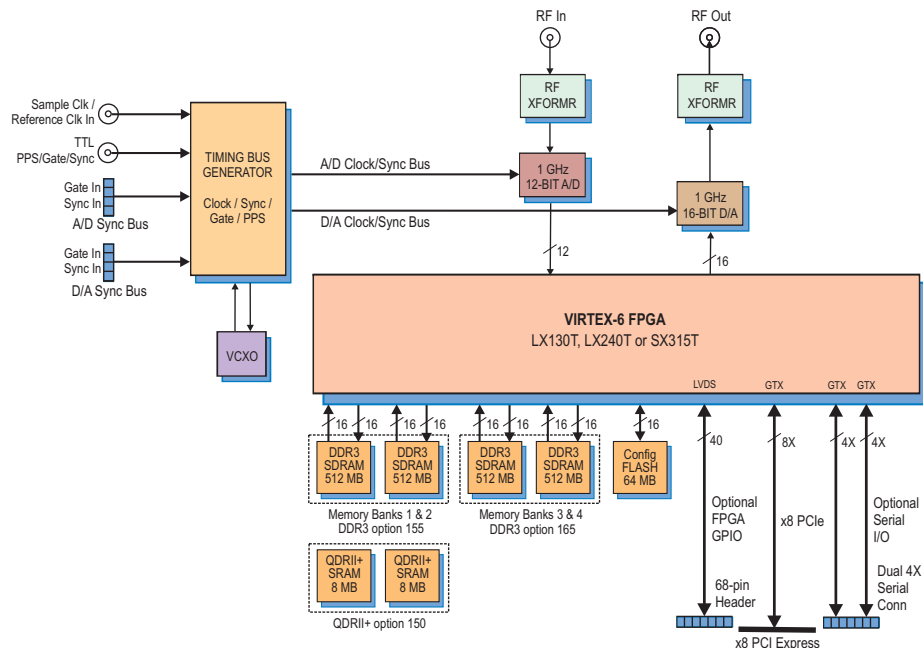 RF In
RF Out
Sample Clk /
Reference Clk In
TTL
PPS/Gate/Sync
Gate In
Sync In
A/D Sync Bus
Gate In
Sync In
D/A Sync Bus
TIMING BUS
GENERATOR
Clock / Sync /
Gate / PPS
VCXO
A/D Clock/Sync Bus
D/A Clock/Sync Bus
RF
XFORMR
RF
XFORMR
1 GHz
12-BIT A/D
1 GHz
16-BIT D/A
12
16
VIRTEX-6 FPGA
LX130T, LX240T or SX315T
LVDS
GTX
GTX
GTX
16
16
16
16
16
16
16
16
16
40
8X
4X
4X
DDR3
SDRAM
512 MB
DDR3
SDRAM
512 MB
DDR3
SDRAM
512 MB
DDR3
SDRAM
512 MB
Config
FLASH
64 MB
Memory Banks 1 & 2
DDR3 option 155
Memory Banks 3 & 4
DDR3 option 165
QDRII+
SRAM
8 MB
QDRII+
SRAM
8 MB
QDRII+ option 150
Optional
FPGA
GPIO
68-pin
Header
x8 PCIe
x8 PCI Express
Optional
Serial
I/O
Dual 4X
Serial
Conn